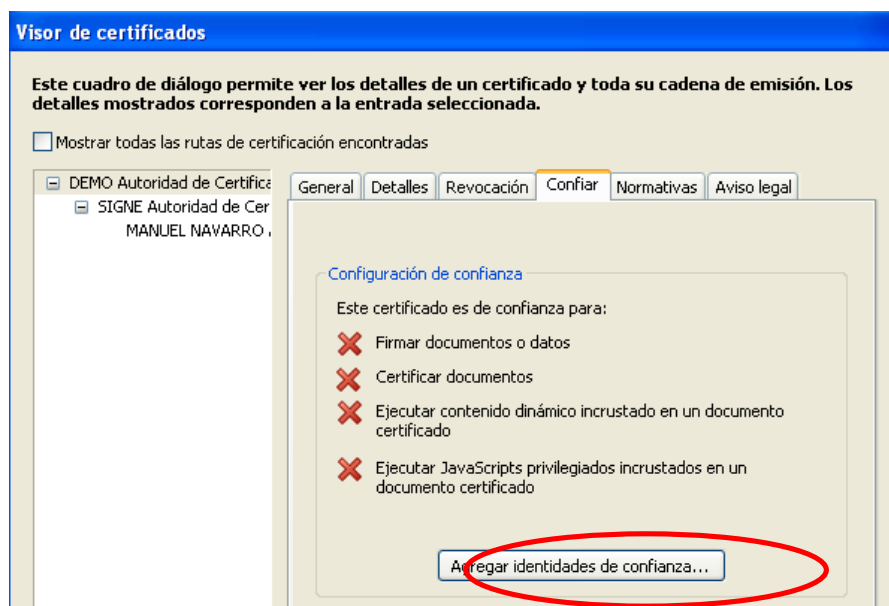 Visor de certificados
Este cuadro de diálogo permite ver los detalles de un certificado y toda su cadena de emisión. Los
detalles mostrados corresponden a la entrada seleccionada.
Mostrar todas las rutas de certificación encontradas
DEMO Autoridad de Certifica
SIGNE Autoridad de Cer
MANUEL NAVARRO
General Detalles Revocación Confiar Normativas Aviso legal
Configuración de confianza
Este certificado es de confianza para:
Firmar documentos o datos
Certificar documentos
Ejecutar contenido dinámico incrustado en un documento
certificado
Ejecutar JavaScripts privilegiados incrustados en un
documento certificado
Agregar identidades de confianza...